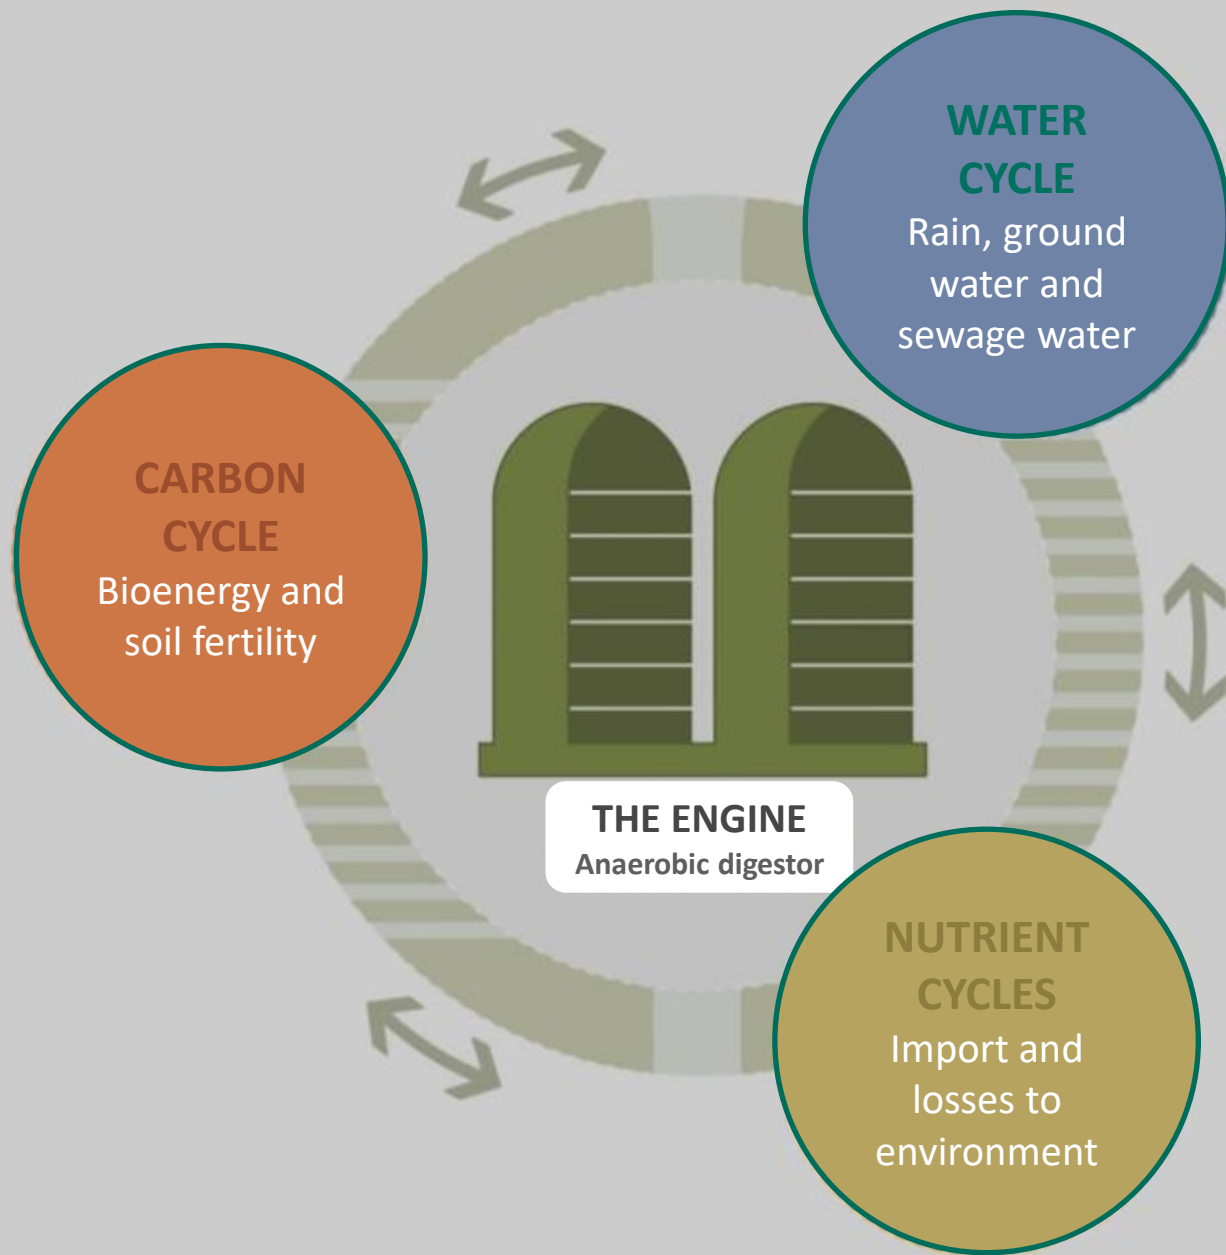 WATER
CYCLE
Rain, ground
water and
sewage water
CARBON
CYCLE
Bioenergy and
soil fertility
THE ENGINE
Anaerobic digestor
NUTRIENT
CYCLES
Import and
losses to
environment